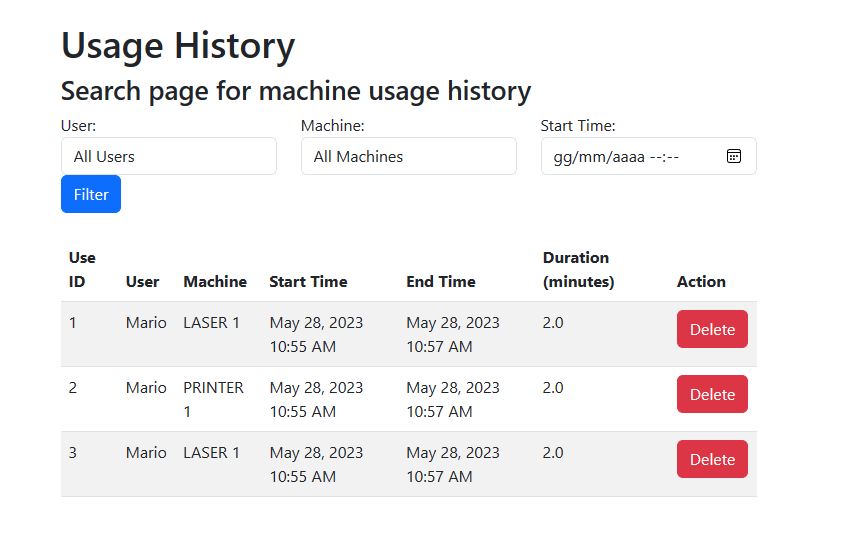 Usage History
Search page for machine usage history
User: Machine: Start Time:
All Users All Machines gg/mm/aaaa --:--
Filter
Use ID User Machine Start Time End Time Duration (minutes) Action
1 Mario LASER 1 May 28, 2023 10:55 AM May 28, 2023 10:57 AM 2.0 Delete
2 Mario PRINTER 1 May 28, 2023 10:55 AM May 28, 2023 10:57 AM 2.0 Delete
3 Mario LASER 1 May 28, 2023 10:55 AM May 28, 2023 10:57 AM 2.0 Delete